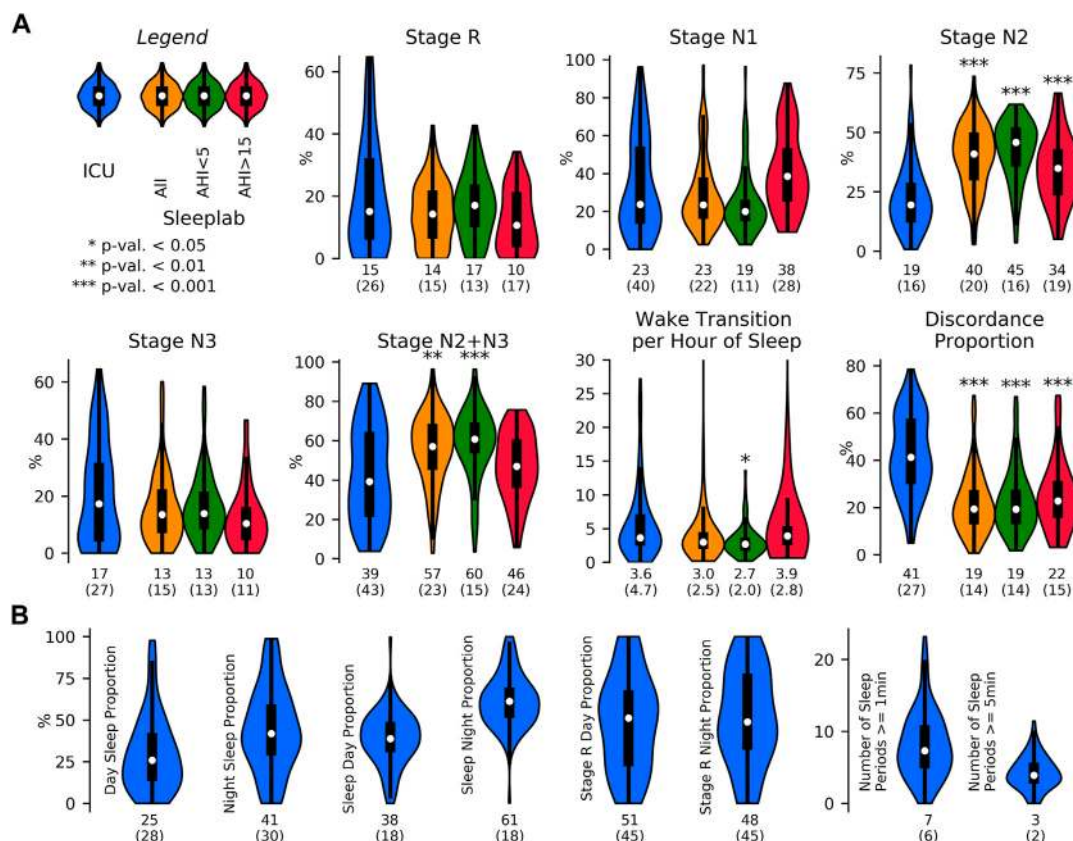 A
Legend
ICU
All
AHI<5
AHI>15
Sleeplab
* p-val. < 0.05
** p-val. < 0.01
*** p-val. < 0.001
Stage R
%
60
40
20
0
15 14 17 10
(26) (15) (13) (17)
Stage N1
%
100
80
60
40
20
0
23 23 19 38
(40) (22) (11) (28)
Stage N2
%
75
50
25
0
*** *** ***
19 40 45 34
(16) (20) (16) (19)
Stage N3
%
60
40
20
0
17 13 13 10
(27) (15) (13) (11)
Stage N2+N3
%
100
80
60
40
20
0
** ***
39 57 60 46
(43) (23) (15) (24)
Wake Transition
per Hour of Sleep
%
30
25
20
15
10
5
0
*
3.6 3.0 2.7 3.9
(4.7) (2.5) (2.0) (2.8)
Discordance
Proportion
%
80
60
40
20
0
*** *** ***
41 19 19 22
(27) (14) (14) (15)
B
%
100
75
50
25
0
Day Sleep Proportion
25
(28)
Night Sleep Proportion
41
(30)
Sleep Day Proportion
38
(18)
Sleep Night Proportion
61
(18)
Stage R Day Proportion
51
(45)
Stage R Night Proportion
48
(45)
20
10
0
Number of Sleep
Periods >= 1min
7
(6)
Number of Sleep
Periods >= 5min
3
(2)